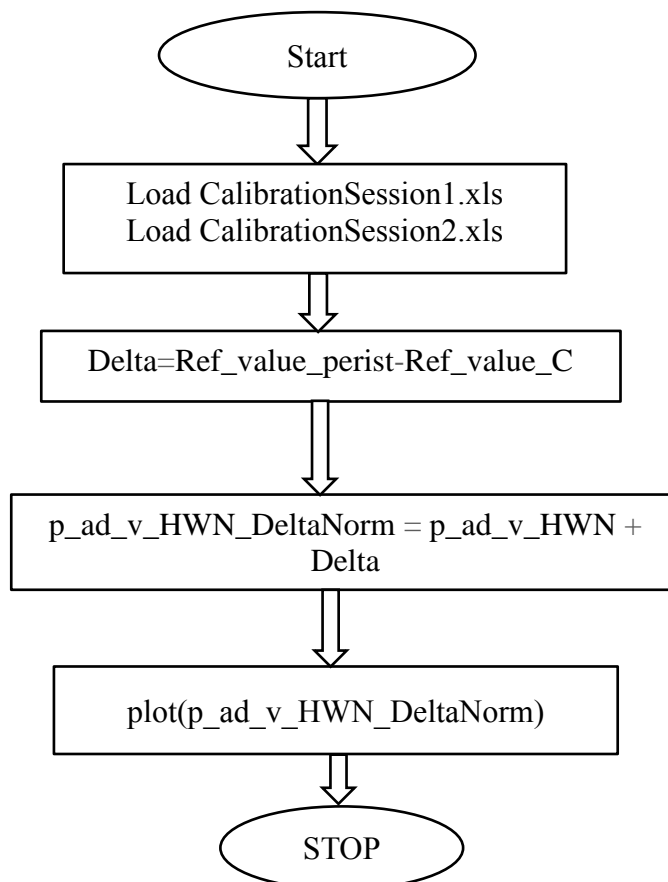 Start
Load CalibrationSession1.xls
Load CalibrationSession2.xls
Delta=Ref_value_perist-Ref_value_C
p_ad_v_HWN_DeltaNorm = p_ad_v_HWN +
Delta
plot(p_ad_v_HWN_DeltaNorm)
STOP